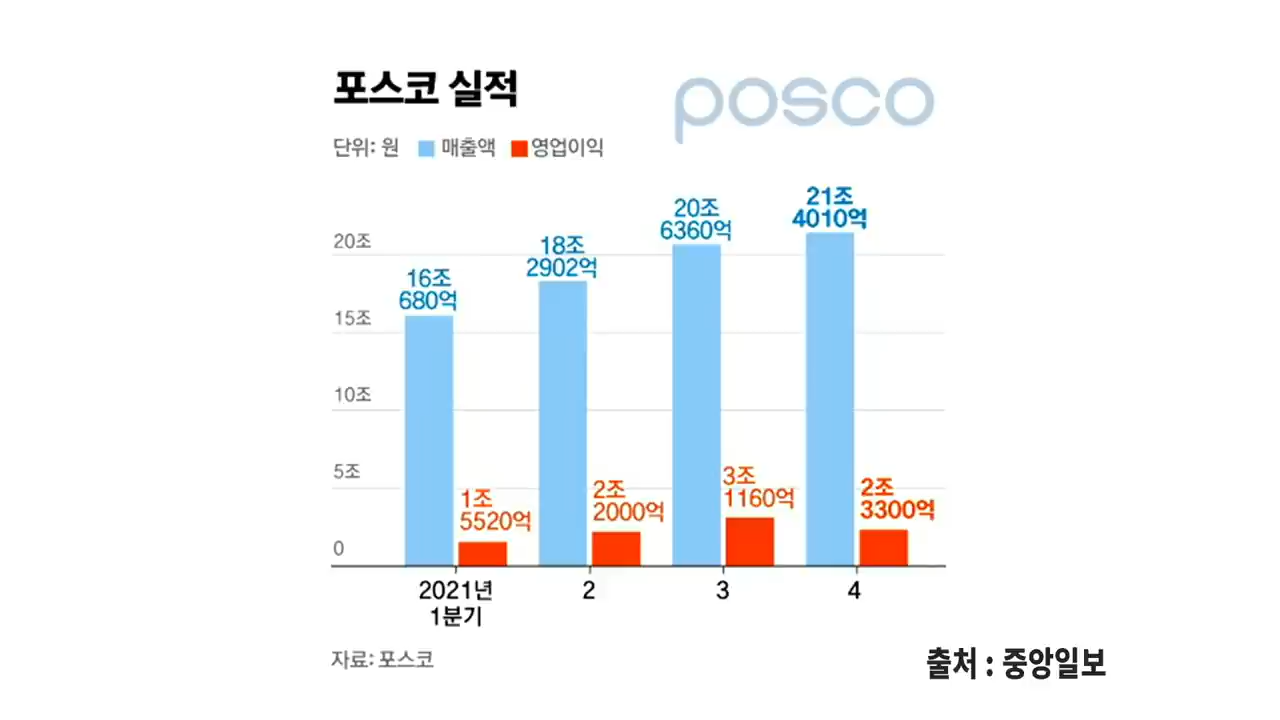 포스코 실적
posco
단위: 원 매출액 영업이익
20조
15조
10조
5조
0
16조
680억
18조
2902억
20조
6360억
21조
4010억
1조
5520억
2조
2000억
3조
1160억
2조
3300억
2021년
1분기
2
3
4
자료: 포스코
출처 : 중앙일보